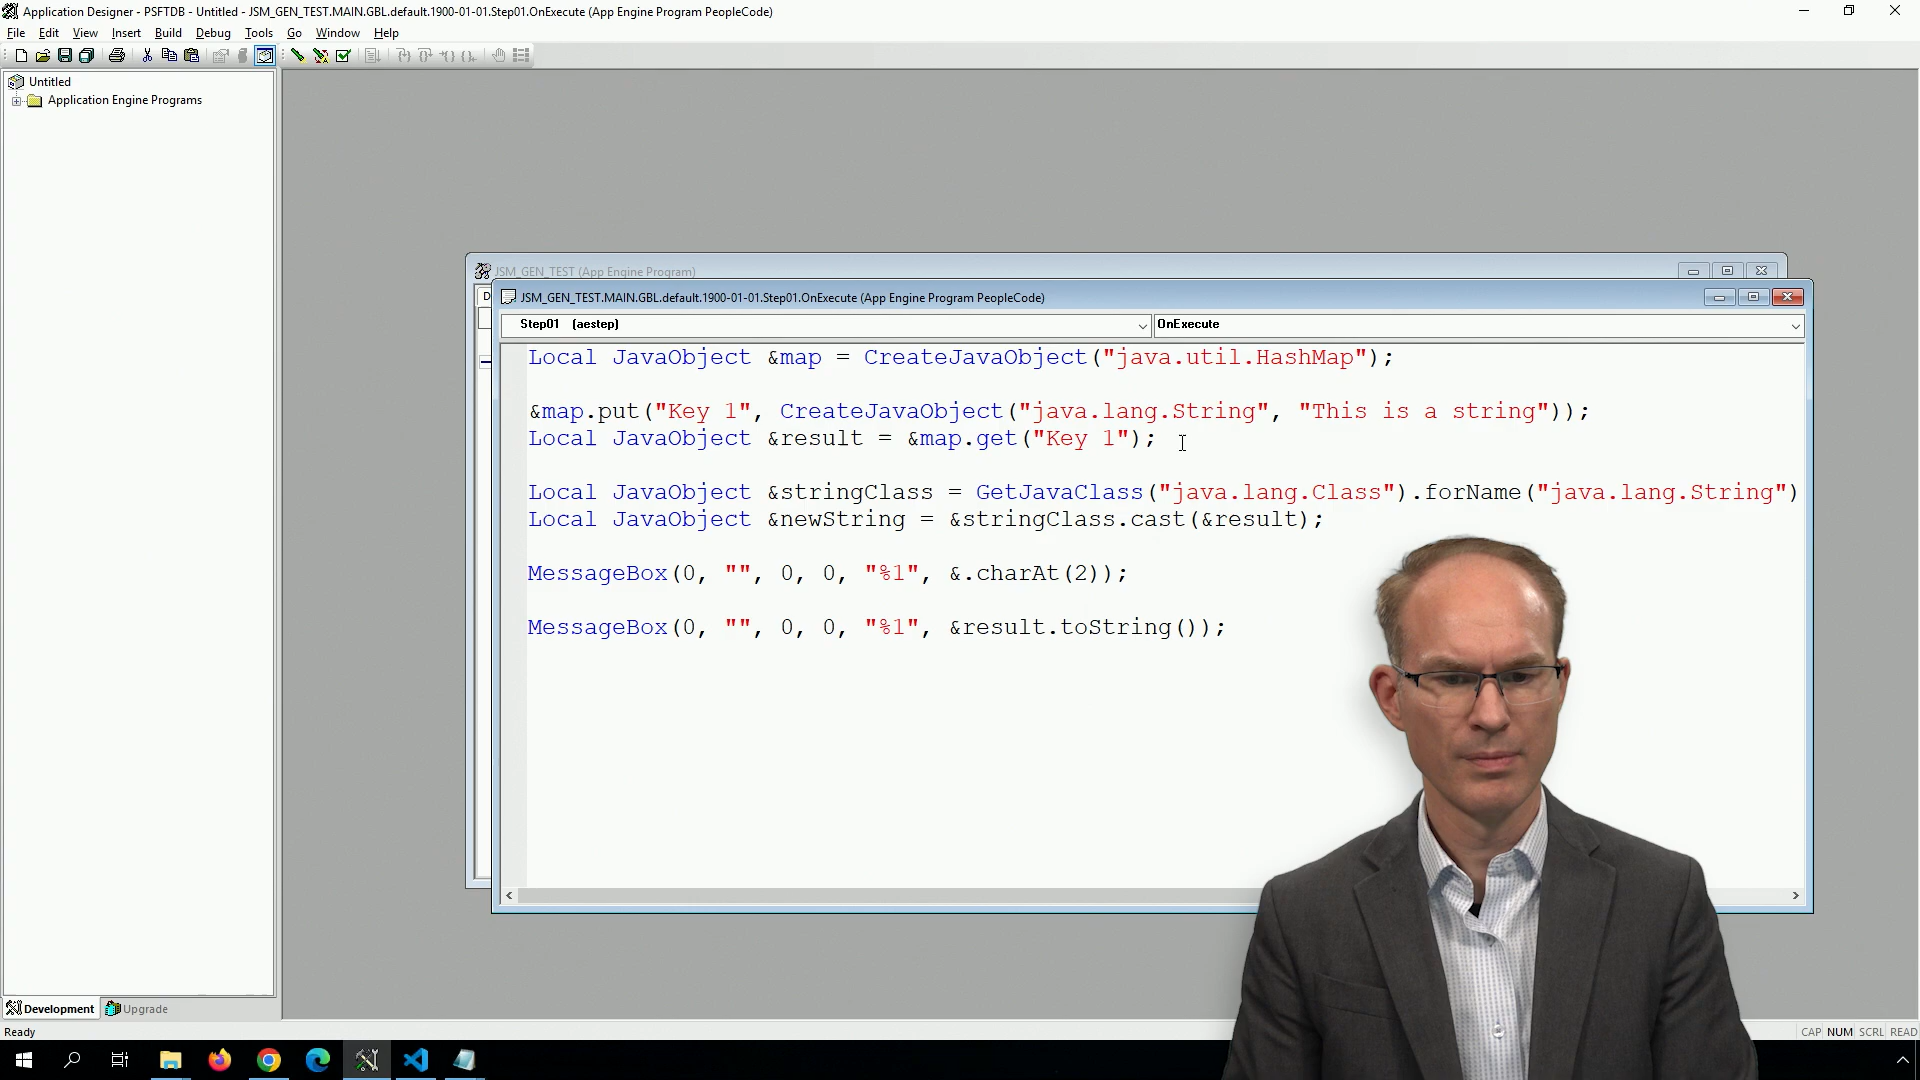 Application Designer - PSFTDB - Untitled - JSM_GEN_TEST.MAIN.GBL.default.1900-01-01.Step01.OnExecute (App Engine Program PeopleCode)
File Edit View Insert Build Debug Tools Go Window Help
Untitled
Application Engine Programs
JSM_GEN_TEST (App Engine Program)
D
JSM_GEN_TEST.MAIN.GBL.default.1900-01-01.Step01.OnExecute (App Engine Program PeopleCode)
Step01 (aestep) OnExecute
Local JavaObject &map = CreateJavaObject("java.util.HashMap");
&map.put("Key 1", CreateJavaObject("java.lang.String", "This is a string"));
Local JavaObject &result = &map.get("Key 1");
Local JavaObject &stringClass = GetJavaClass("java.lang.Class").forName("java.lang.String")
Local JavaObject &newString = &stringClass.cast(&result);
MessageBox(0, "", 0, 0, "%1", &.charAt(2));
MessageBox(0, "", 0, 0, "%1", &result.toString());
Development Upgrade
Ready CAP NUM SCRL READ